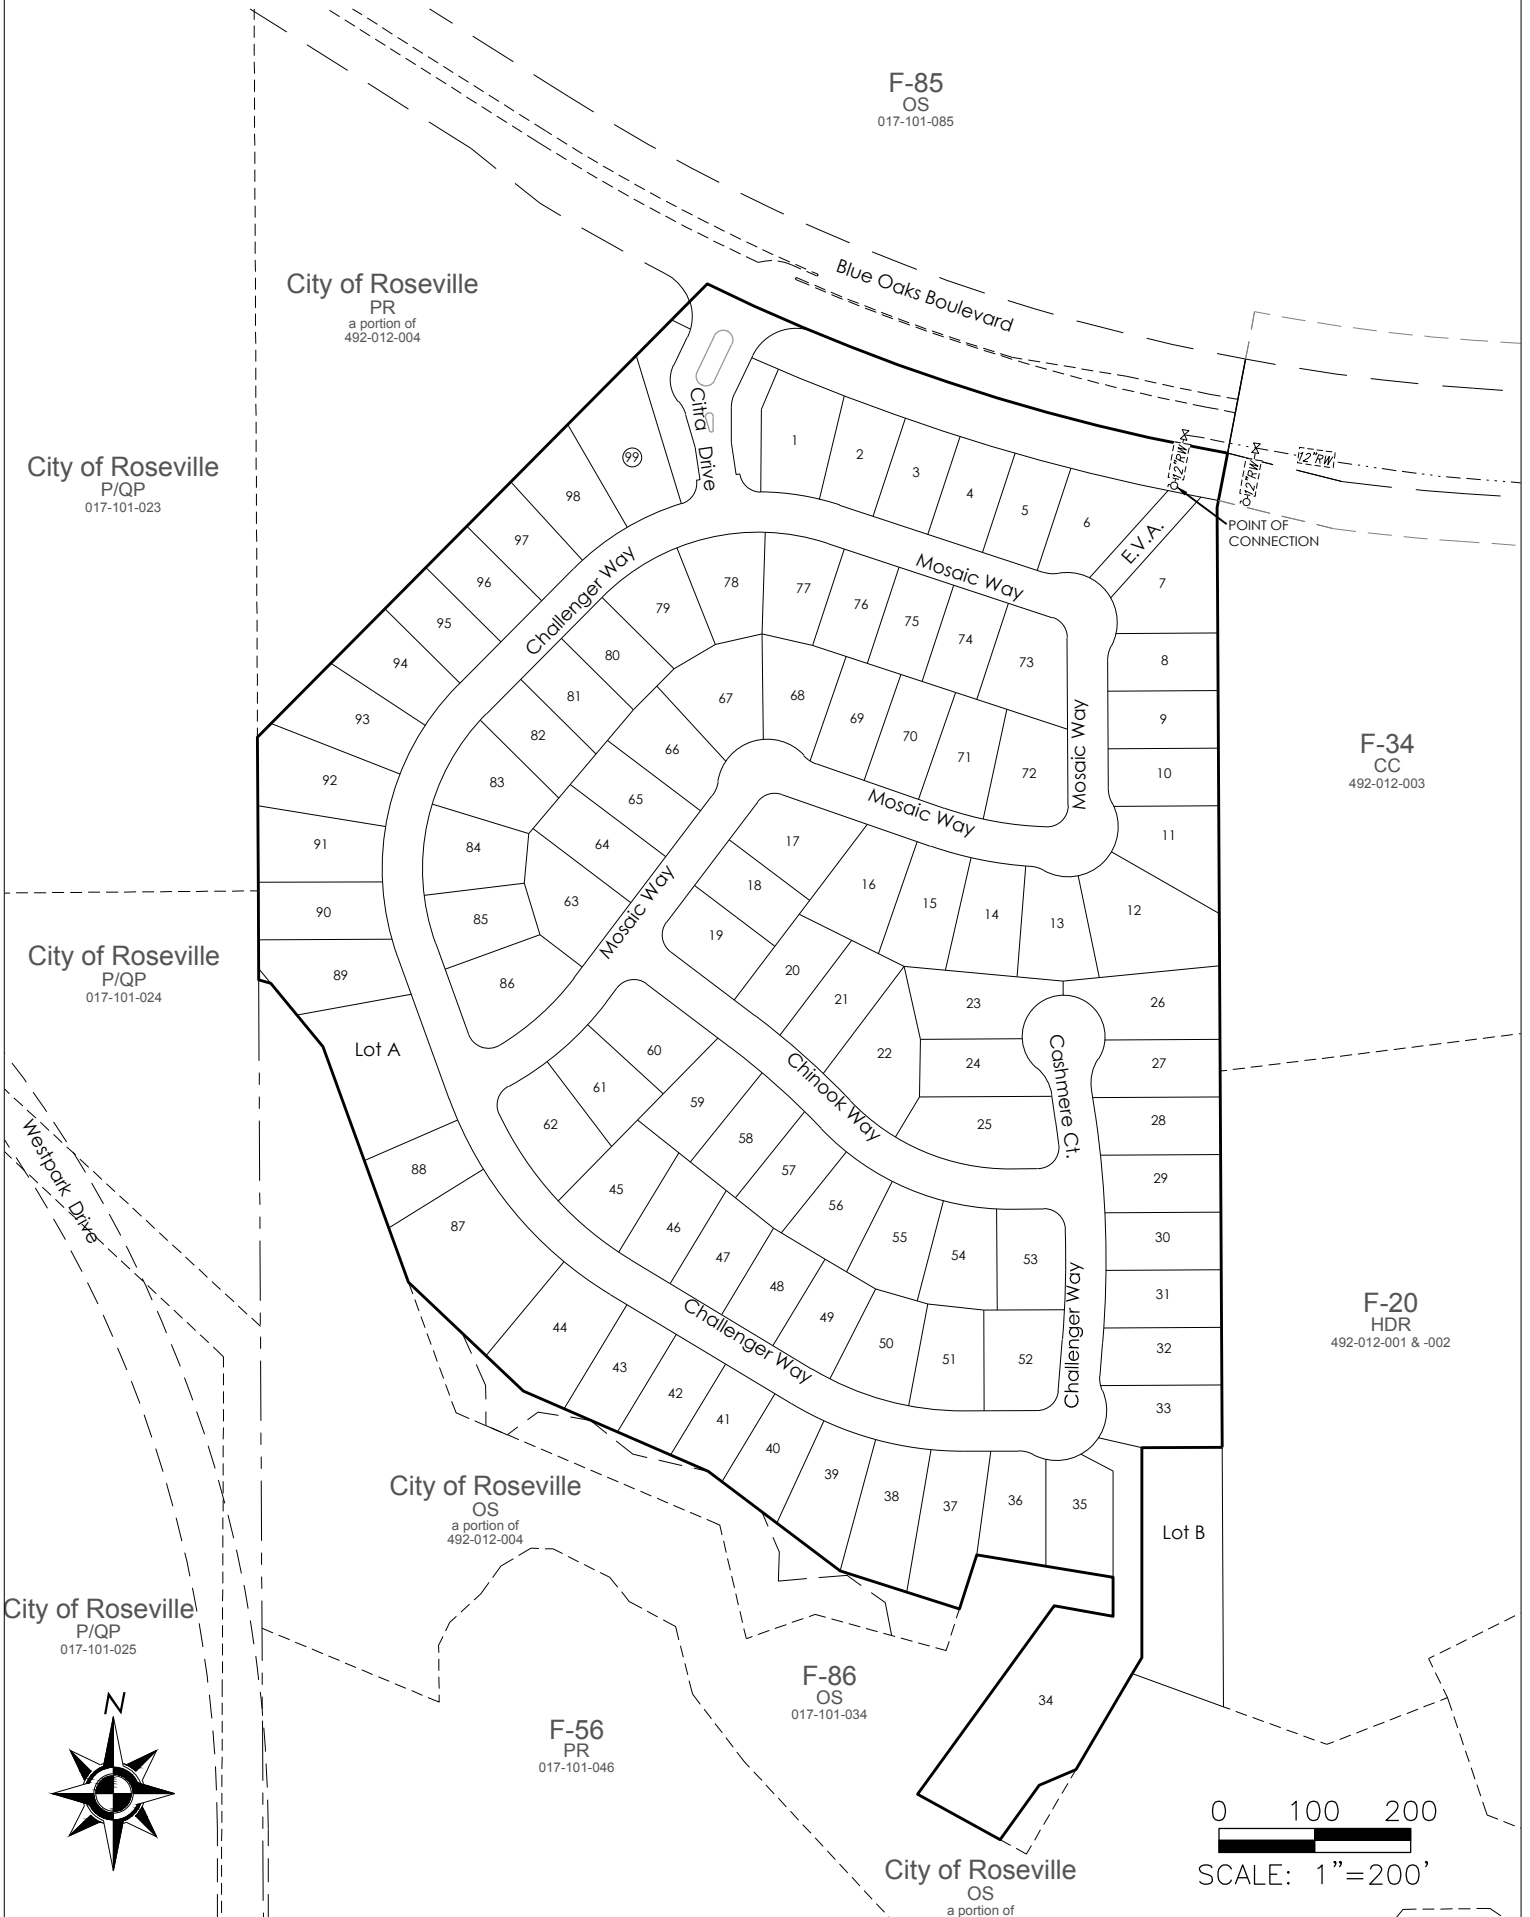 F-85
OS
017-101-085
Blue Oaks Boulevard
City of Roseville
PR
a portion of
492-012-004
City of Roseville
P/QP
017-101-023
Citra Drive
12"RW
12"RW
12"RW
POINT OF
CONNECTION
E.V.A.
1
2
3
4
5
6
7
8
9
10
11
12
13
14
15
16
17
18
19
20
21
22
23
24
25
26
27
28
29
30
31
32
33
34
35
36
37
38
39
40
41
42
43
44
45
46
47
48
49
50
51
52
53
54
55
56
57
58
59
60
61
62
63
64
65
66
67
68
69
70
71
72
73
74
75
76
77
78
79
80
81
82
83
84
85
86
87
88
89
90
91
92
93
94
95
96
97
98
99
Challenger Way
Mosaic Way
Mosaic Way
Mosaic Way
Mosaic Way
F-34
CC
492-012-003
City of Roseville
P/QP
017-101-024
Lot A
Chinook Way
Cashmere Ct.
Westpark Drive
Challenger Way
Challenger Way
F-20
HDR
492-012-001 & -002
City of Roseville
OS
a portion of
492-012-004
Lot B
City of Roseville
P/QP
017-101-025
F-86
OS
017-101-034
F-56
PR
017-101-046
N
0 100 200
SCALE: 1"=200'
City of Roseville
OS
a portion of